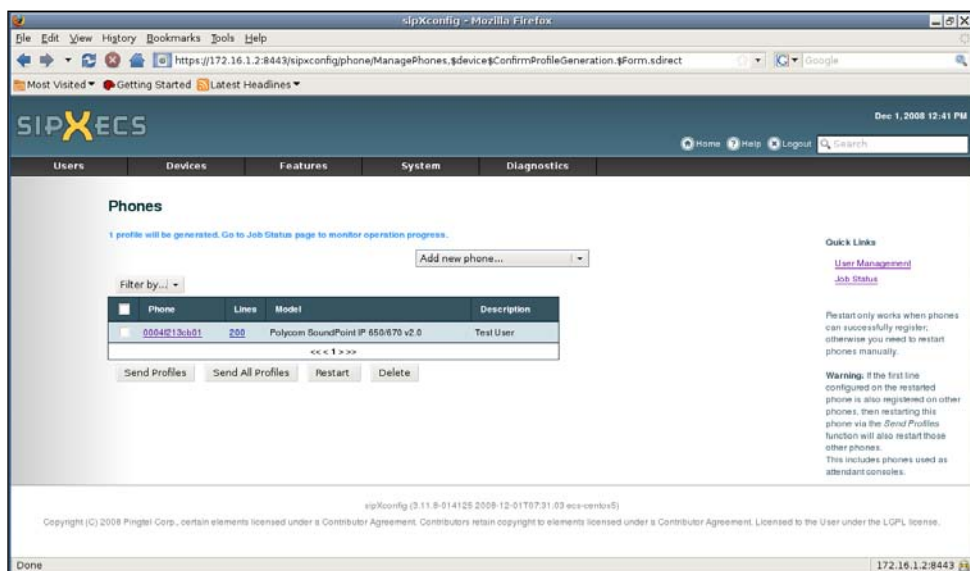 sipXconfig - Mozilla Firefox
File Edit View History Bookmarks Tools Help
https://172.16.1.2:8443/sipxconfig/phone/ManagePhones,$device$ConfirmProfileGeneration.$Form.sdirect
Google
Most Visited Getting Started Latest Headlines
SIPXECS
Dec 1, 2008 12:41 PM
Home Help Logout Search
Users Devices Features System Diagnostics
Phones
1 profile will be generated. Go to Job Status page to monitor operation progress.
Add new phone...
Filter by...
Phone Lines Model Description
0004f213cb01 200 Polycom SoundPoint IP 650/670 v2.0 Test User
<< < 1 > >>
Send Profiles Send All Profiles Restart Delete
Quick Links
User Management
Job Status
Restart only works when phones
can successfully register;
otherwise you need to restart
phones manually.
Warning: If the first line
configured on the restarted
phone is also registered on other
phones, then restarting this
phone via the Send Profiles
function will also restart those
other phones.
This includes phones used as
attendant consoles.
sipXconfig (3.11.8-014125 2008-12-01T07:31:03 ecs-centos5)
Copyright (C) 2008 Pingtel Corp., certain elements licensed under a Contributor Agreement. Contributors retain copyright to elements licensed under a Contributor Agreement. Licensed to the User under the LGPL license.
Done
172.16.1.2:8443